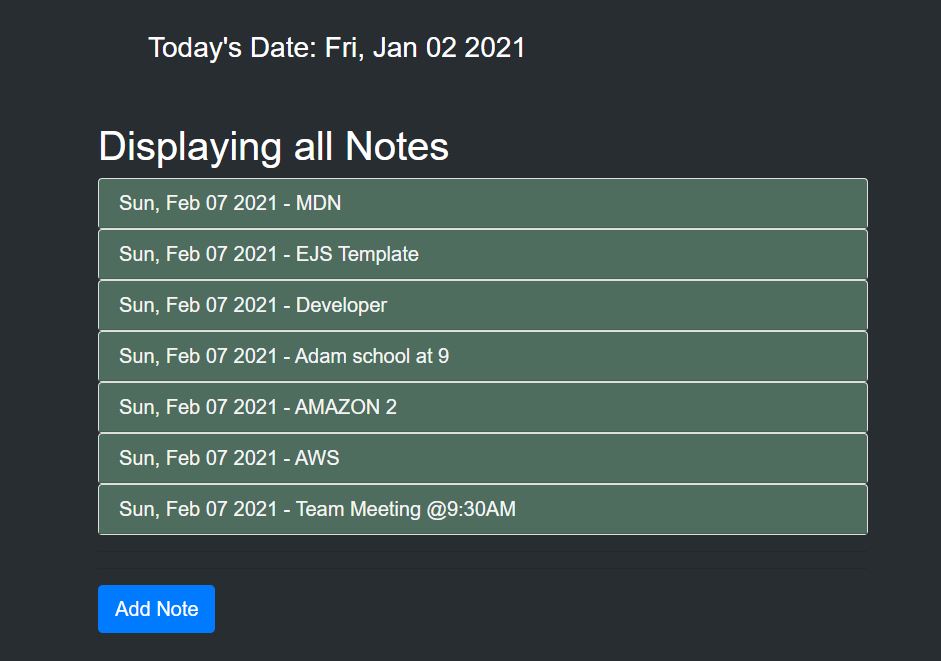 Today's Date: Fri, Jan 02 2021
Displaying all Notes
Sun, Feb 07 2021 - MDN
Sun, Feb 07 2021 - EJS Template
Sun, Feb 07 2021 - Developer
Sun, Feb 07 2021 - Adam school at 9
Sun, Feb 07 2021 - AMAZON 2
Sun, Feb 07 2021 - AWS
Sun, Feb 07 2021 - Team Meeting @9:30AM
Add Note